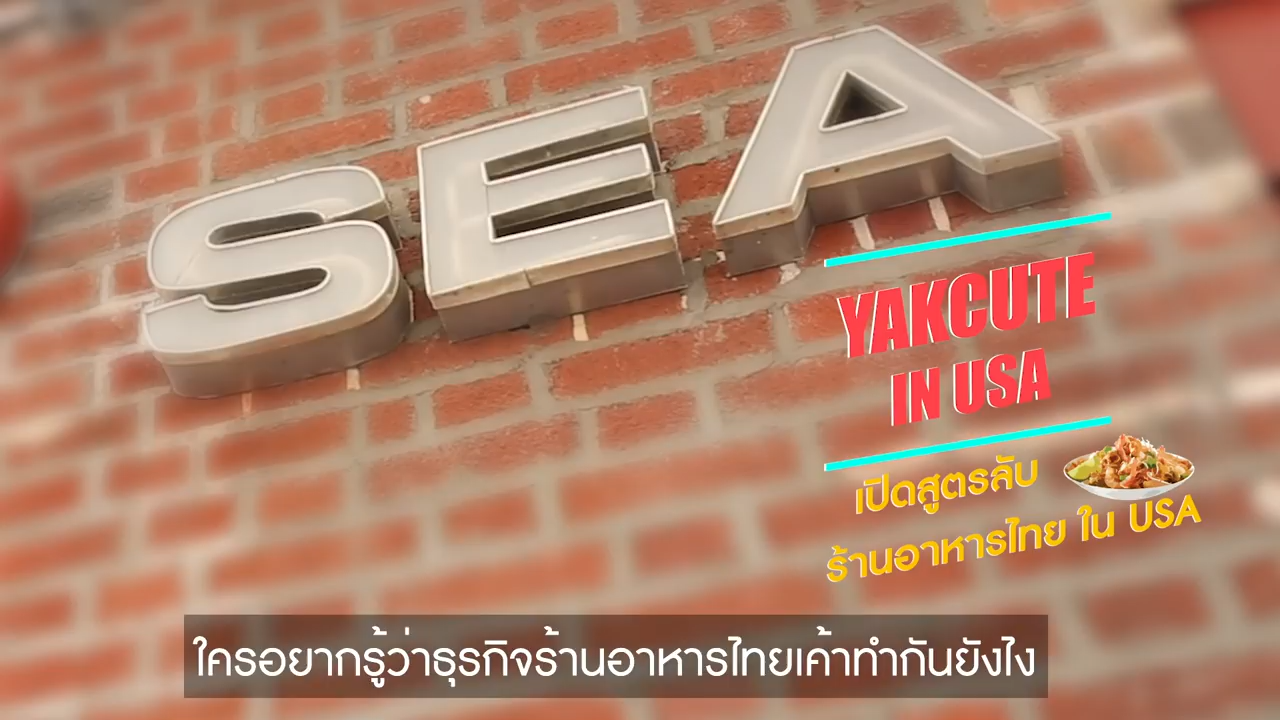 SEA
YAKCUTE
IN USA
เปิดสูตรลับ
ร้านอาหารไทย ใน USA
ใครอยากรู้ว่าธุรกิจร้านอาหารไทยเค้าทำกันยังไง